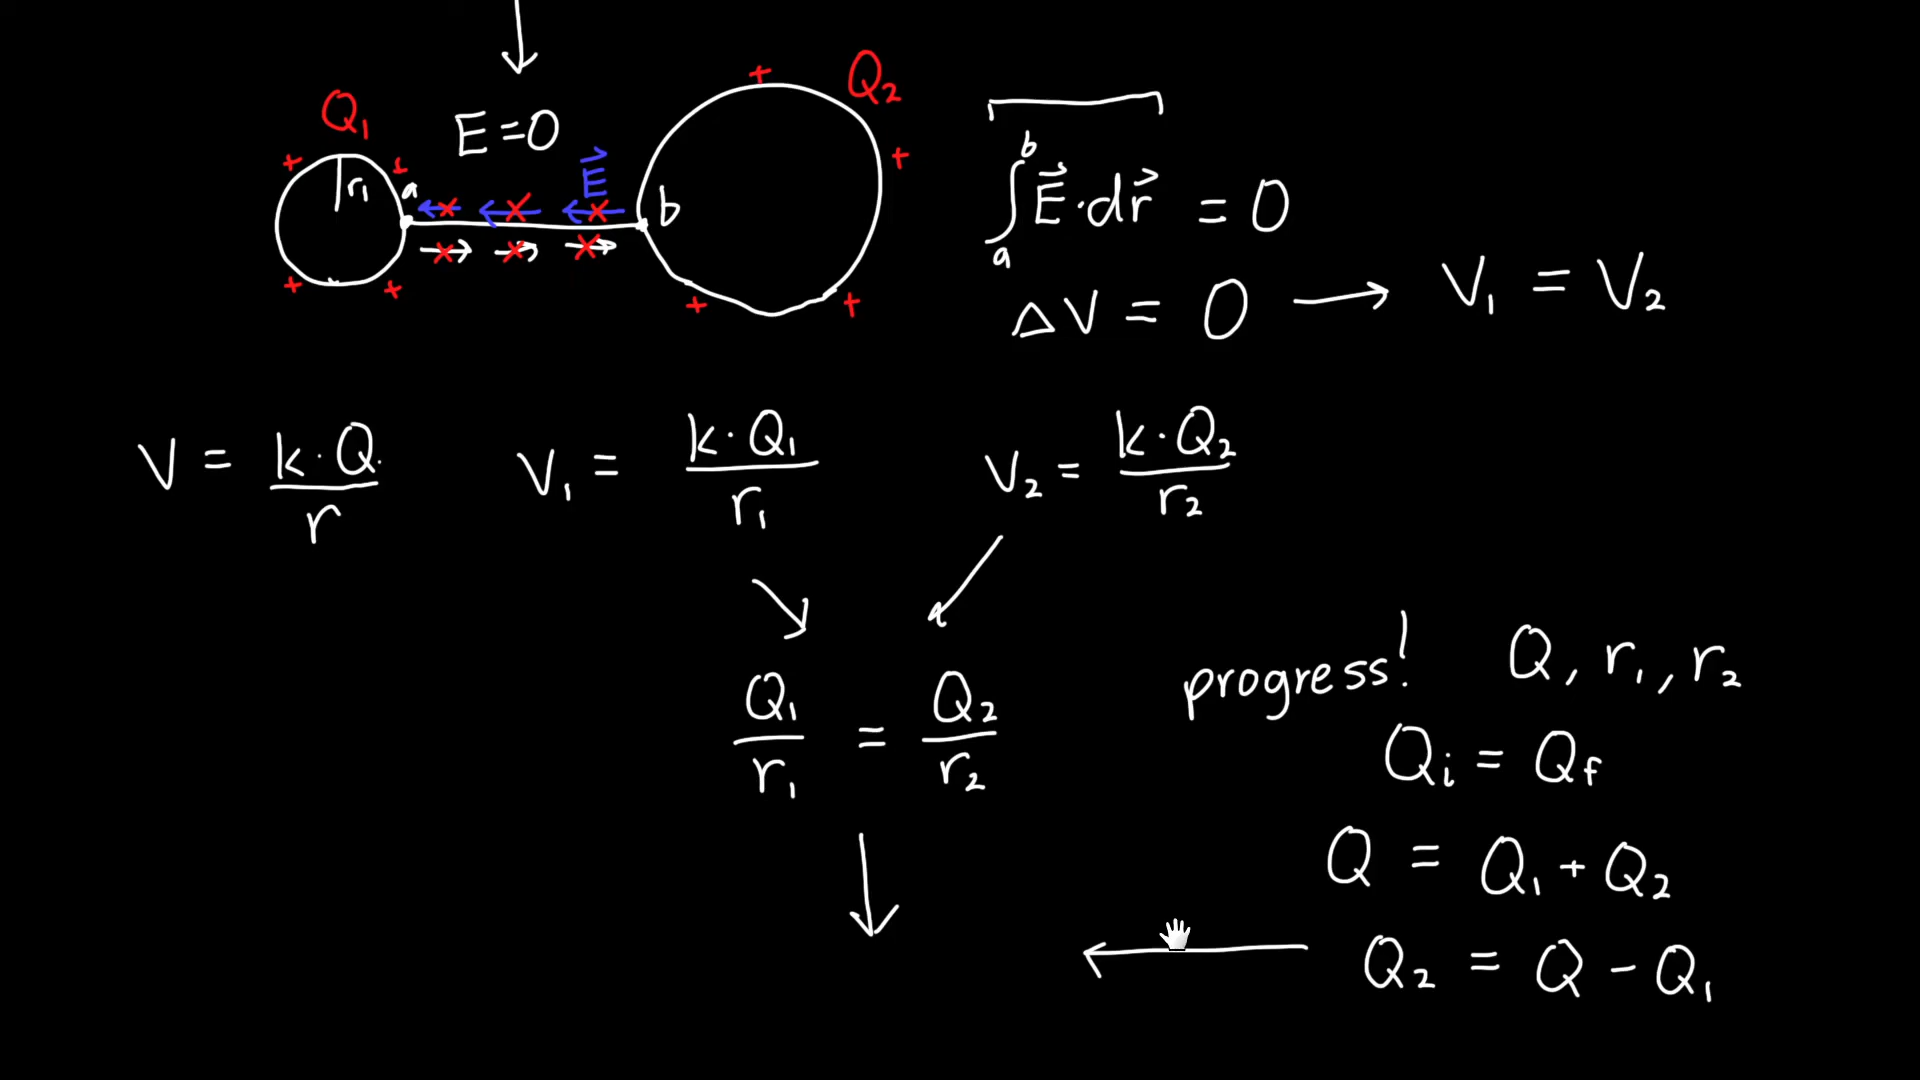 Q₁
E = 0
Q₂
r₁
a
E⃗
b
∫ₐᵇ E⃗ · dr⃗ = 0
ΔV = 0 → V₁ = V₂
V = k·Q / r
V₁ = k·Q₁ / r₁
V₂ = k·Q₂ / r₂
Q₁ / r₁ = Q₂ / r₂
progress! Q, r₁, r₂
Qᵢ = Q_f
Q = Q₁ + Q₂
Q₂ = Q - Q₁